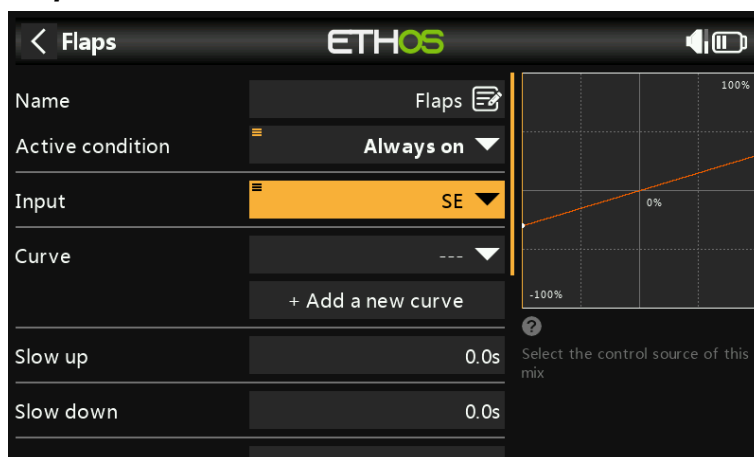 Flaps
ETHOS
Name
Flaps
Active condition
Always on
Input
SE
Curve
---
+ Add a new curve
Slow up
0.0s
Slow down
0.0s
100%
0%
-100%
?
Select the control source of this
mix